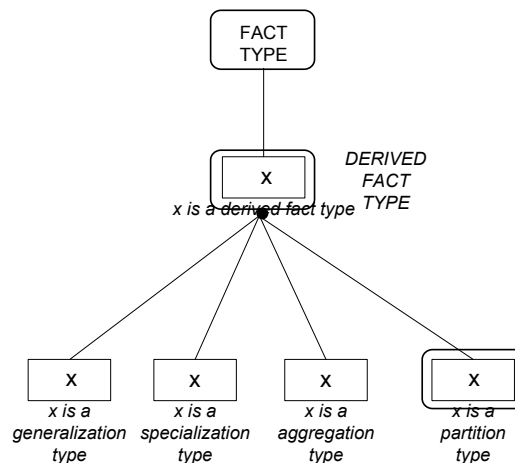 FACT
TYPE
x
DERIVED
FACT
TYPE
x is a derived fact type
x x x x
x is a generalization type
x is a specialization type
x is a aggregation type
x is a partition type